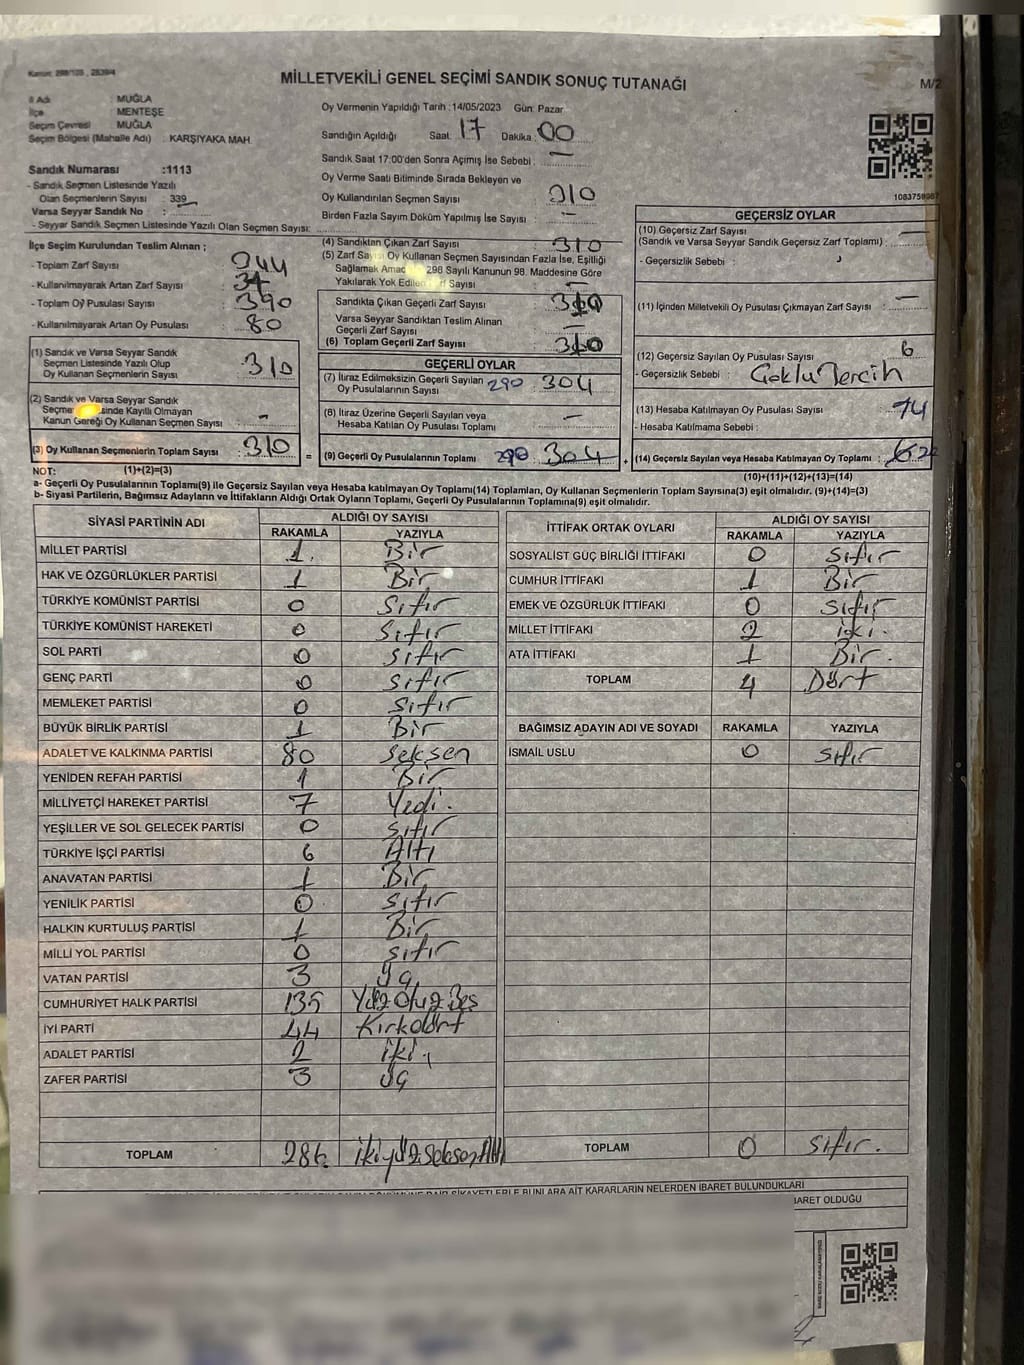 Kanun: 298/105 , 2839/4
MİLLETVEKİLİ GENEL SEÇİMİ SANDIK SONUÇ TUTANAĞI
M/2
İl Adı : MUĞLA
İlçe : MENTEŞE
Seçim Çevresi : MUĞLA
Seçim Bölgesi (Mahalle Adı) : KARŞIYAKA MAH.
Sandık Numarası :1113
- Sandık Seçmen Listesinde Yazılı
Olan Seçmenlerin Sayısı : 339
Varsa Seyyar Sandık No :
- Seyyar Sandık Seçmen Listesinde Yazılı Olan Seçmen Sayısı:
Oy Vermenin Yapıldığı Tarih :14/05/2023 Gün: Pazar
Sandığın Açıldığı Saat: 17 Dakika : 00
Sandık Saat 17:00'den Sonra Açımış İse Sebebi : —
Oy Verme Saati Bitiminde Sırada Bekleyen ve
Oy Kullandırılan Seçmen Sayısı : 310
Birden Fazla Sayım Döküm Yapılmış İse Sayısı : —
İlçe Seçim Kurulundan Teslim Alınan ;
- Toplam Zarf Sayısı : 344
- Kullanılmayarak Artan Zarf Sayısı : 34
- Toplam Oy Pusulası Sayısı : 390
- Kullanılmayarak Artan Oy Pusulası : 80
(1) Sandık ve Varsa Seyyar Sandık
Seçmen Listesinde Yazılı Olup
Oy Kullanan Seçmenlerin Sayısı : 310
(2) Sandık ve Varsa Seyyar Sandık
Kayıtlı Olmayan
Kanun Gereği Oy Kullanan Seçmen Sayısı : -
(3) Oy Kullanan Seçmenlerin Toplam Sayısı : 310
(4) Sandıktan Çıkan Zarf Sayısı : 310
(5) Zarf Oy Kullanan Seçmen Sayısından Fazla İse, Eşitliği
Sağlamak 298 Sayılı Kanunun 98. Maddesine Göre
Yakılarak Yok Sayısı : —
Sandıkta Çıkan Geçerli Zarf Sayısı : 310
Varsa Seyyar Sandıktan Teslim Alınan
Geçerli Zarf Sayısı : —
(6) Toplam Geçerli Zarf Sayısı : 310
GEÇERLİ OYLAR
(7) İtiraz Edilmeksizin Geçerli Sayılan
Oy Pusulalarının Sayısı : 290 304
(8) İtiraz Üzerine Geçerli Sayılan veya
Hesaba Katılan Oy Pusulası Toplamı : —
= (9) Geçerli Oy Pusulalarının Toplamı : 290 304 +
1083759987
GEÇERSİZ OYLAR
(10) Geçersiz Zarf Sayısı : —
(Sandık ve Varsa Seyyar Sandık Geçersiz Zarf Toplamı) :
- Geçersizlik Sebebi :
(11) İçinden Milletvekili Oy Pusulası Çıkmayan Zarf Sayısı : —
(12) Geçersiz Sayılan Oy Pusulası Sayısı : 6
- Geçersizlik Sebebi : Çoklu Tercih
(13) Hesaba Katılmayan Oy Pusulası Sayısı : 14
- Hesaba Katılmama Sebebi :
(14) Geçersiz Sayılan veya Hesaba Katılmayan Oy Toplamı :
NOT: (1)+(2)=(3) (10)+(11)+(12)+(13)=(14)
a- Geçerli Oy Pusulalarının Toplamı(9) ile Geçersiz Sayılan veya Hesaba katılmayan Oy Toplamı(14) Toplamları, Oy Kullanan Seçmenlerin Toplam Sayısına(3) eşit olmalıdır. (9)+(14)=(3)
b- Siyasi Partilerin, Bağımsız Adayların ve İttifakların Aldığı Ortak Oyların Toplamı, Geçerli Oy Pusulalarının Toplamına(9) eşit olmalıdır.
SİYASİ PARTİNİN ADI ALDIĞI OY SAYISI
RAKAMLA YAZIYLA
MİLLET PARTİSİ 1 Bir
HAK VE ÖZGÜRLÜKLER PARTİSİ 1 Bir
TÜRKİYE KOMÜNİST PARTİSİ 0 Sıfır
TÜRKİYE KOMÜNİST HAREKETİ 0 Sıfır
SOL PARTİ 0 Sıfır
GENÇ PARTİ 0 Sıfır
MEMLEKET PARTİSİ 0 Sıfır
BÜYÜK BİRLİK PARTİSİ 1 Bir
ADALET VE KALKINMA PARTİSİ 80 Seksen
YENİDEN REFAH PARTİSİ 1 Bir
MİLLİYETÇİ HAREKET PARTİSİ 7 Yedi.
YEŞİLLER VE SOL GELECEK PARTİSİ 0 Sıfır
TÜRKİYE İŞÇİ PARTİSİ 6 Altı
ANAVATAN PARTİSİ 1 Bir
YENİLİK PARTİSİ 0 Sıfır
HALKIN KURTULUŞ PARTİSİ 1 Bir
MİLLİ YOL PARTİSİ 0 Sıfır
VATAN PARTİSİ 3 Üç
CUMHURİYET HALK PARTİSİ 135 Yüz Otuz Beş
İYİ PARTİ 44 Kırkdört
ADALET PARTİSİ 2 İki
ZAFER PARTİSİ 3 Üç
TOPLAM 286 İkiyüz Seksen Altı
İTTİFAK ORTAK OYLARI ALDIĞI OY SAYISI
RAKAMLA YAZIYLA
SOSYALİST GÜÇ BİRLİĞİ İTTİFAKI 0 Sıfır
CUMHUR İTTİFAKI 1 Bir
EMEK VE ÖZGÜRLÜK İTTİFAKI 0 Sıfır
MİLLET İTTİFAKI 2 İki.
ATA İTTİFAKI 1 Bir.
TOPLAM 4 Dört
BAĞIMSIZ ADAYIN ADI VE SOYADI RAKAMLA YAZIYLA
İSMAİL USLU 0 Sıfır
TOPLAM 0 Sıfır.
ŞİKAYETLERLE BUNLARA AİT KARARLARIN NELERDEN İBARET BULUNDUKLARI
İBARET OLDUĞU